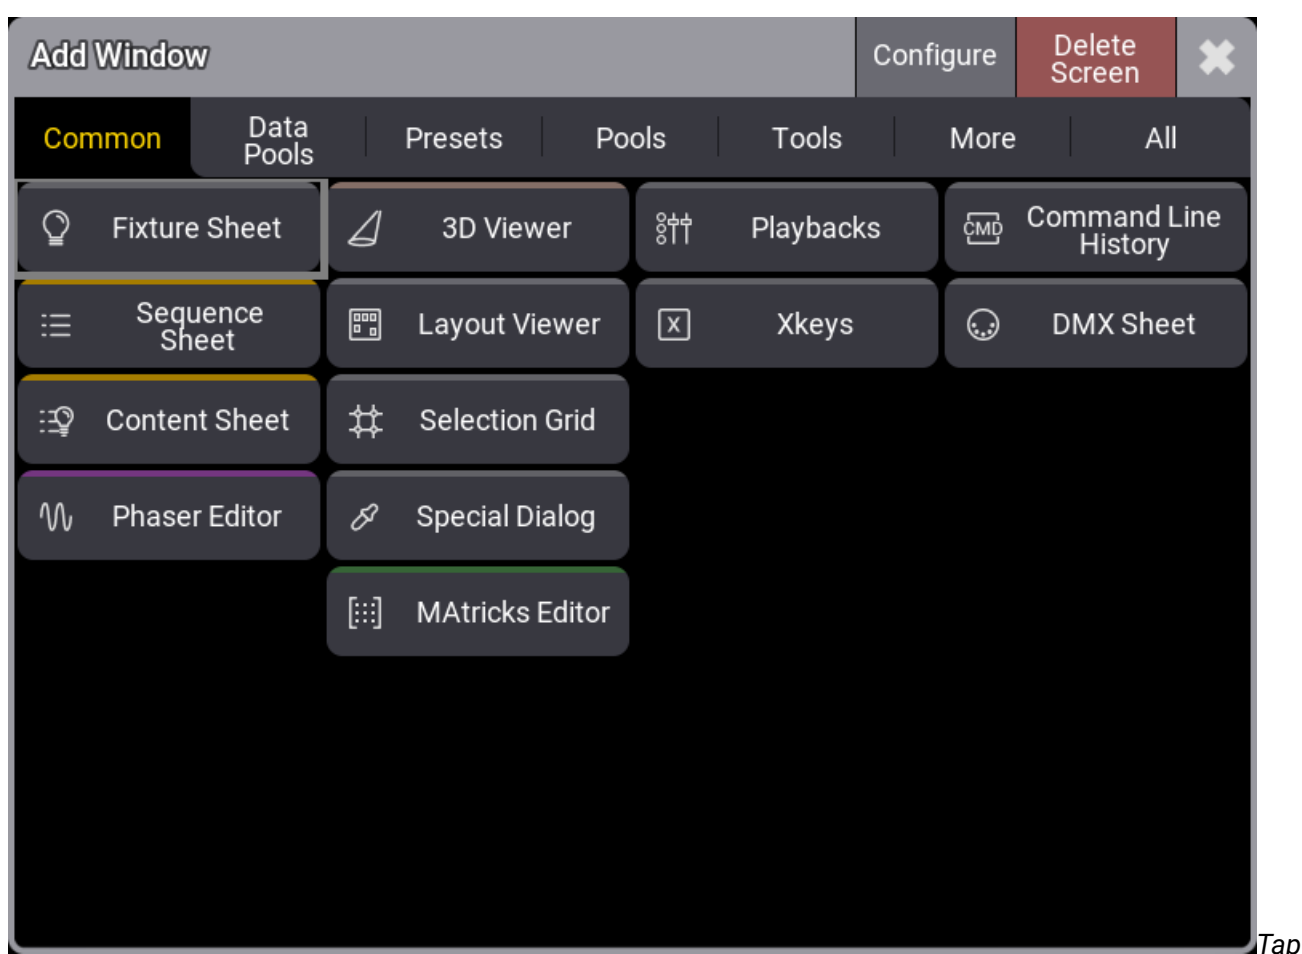 Add Window
Configure
Delete
Screen
Common
Data
Pools
Presets
Pools
Tools
More
All
Fixture Sheet
3D Viewer
Playbacks
CMD
Command Line
History
Sequence
Sheet
Layout Viewer
X
Xkeys
DMX Sheet
Content Sheet
Selection Grid
Phaser Editor
Special Dialog
MAtricks Editor
Tap